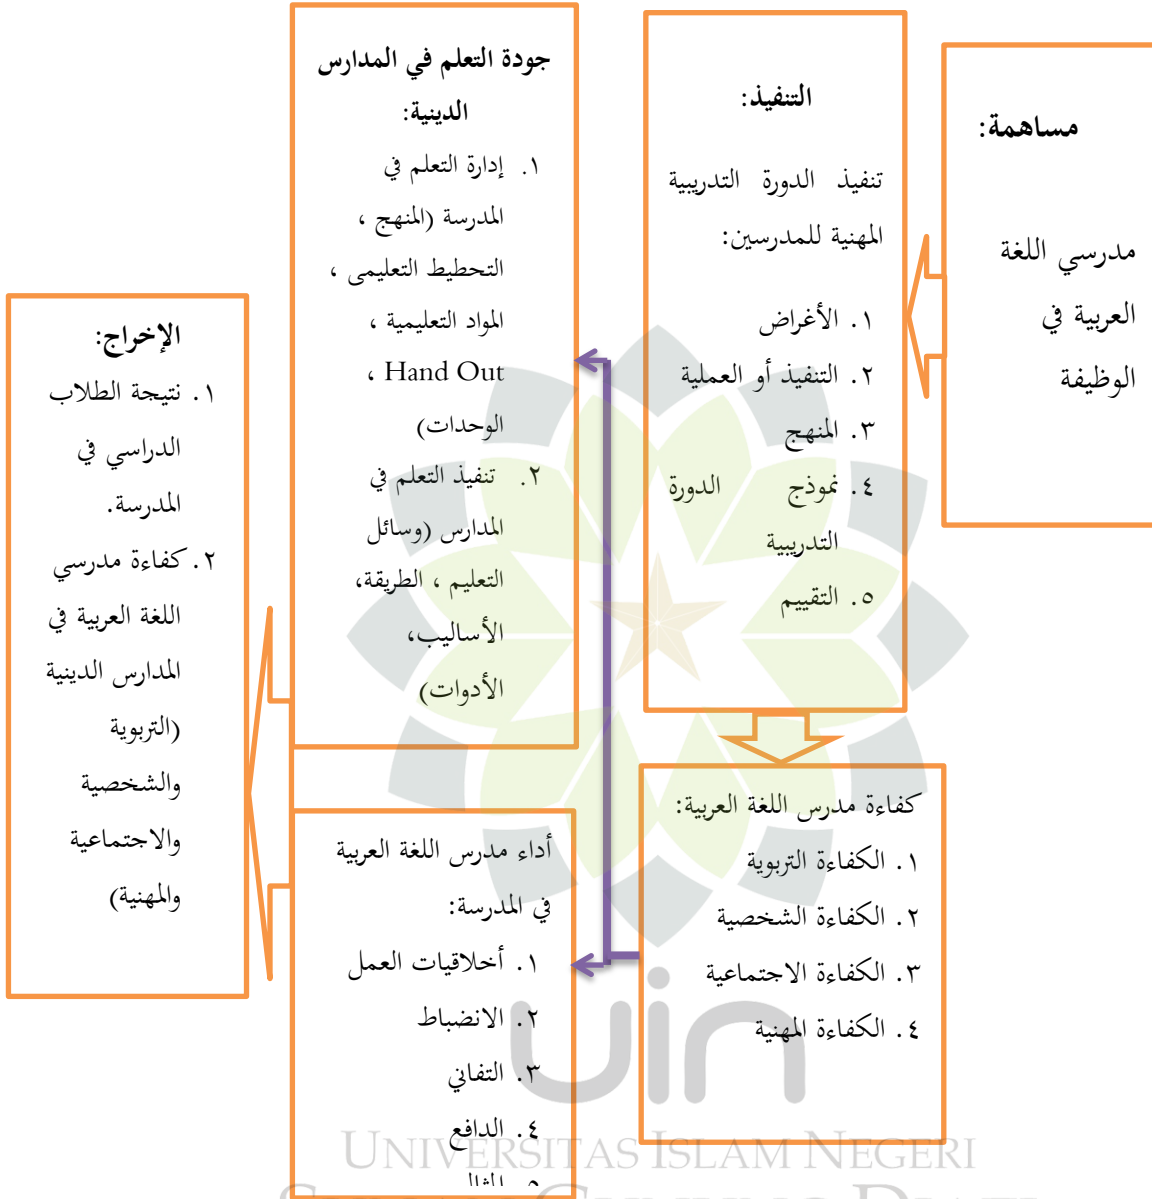 مساهمة:
مدرسي اللغة
العربية في
الوظيفة
التنفيذ:
تنفيذ الدورة التدريبية
المهنية للمدرسين:
١. الأغراض
٢. التنفيذ أو العملية
٣. المنهج
٤. نموذج الدورة
التدريبية
٥. التقييم
كفاءة مدرس اللغة العربية:
١. الكفاءة التربوية
٢. الكفاءة الشخصية
٣. الكفاءة الاجتماعية
٤. الكفاءة المهنية
جودة التعلم في المدارس
الدينية:
١. إدارة التعلم في
المدرسة (المنهج ،
التحطيط التعليمى ،
المواد التعليمية ،
Hand Out ،
الوحدات)
٢. تنفيذ التعلم في
المدارس (وسائل
التعليم ، الطريقة،
الأساليب،
الأدوات)
أداء مدرس اللغة العربية
في المدرسة:
١. أخلاقيات العمل
٢. الانضباط
٣. التفاني
٤. الدافع
الإخراج:
١. نتيجة الطلاب
الدراسي في
المدرسة.
٢. كفاءة مدرسي
اللغة العربية في
المدارس الدينية
(التربوية
والشخصية
والاجتماعية
والمهنية)
uin
UNIVERSITAS ISLAM NEGERI